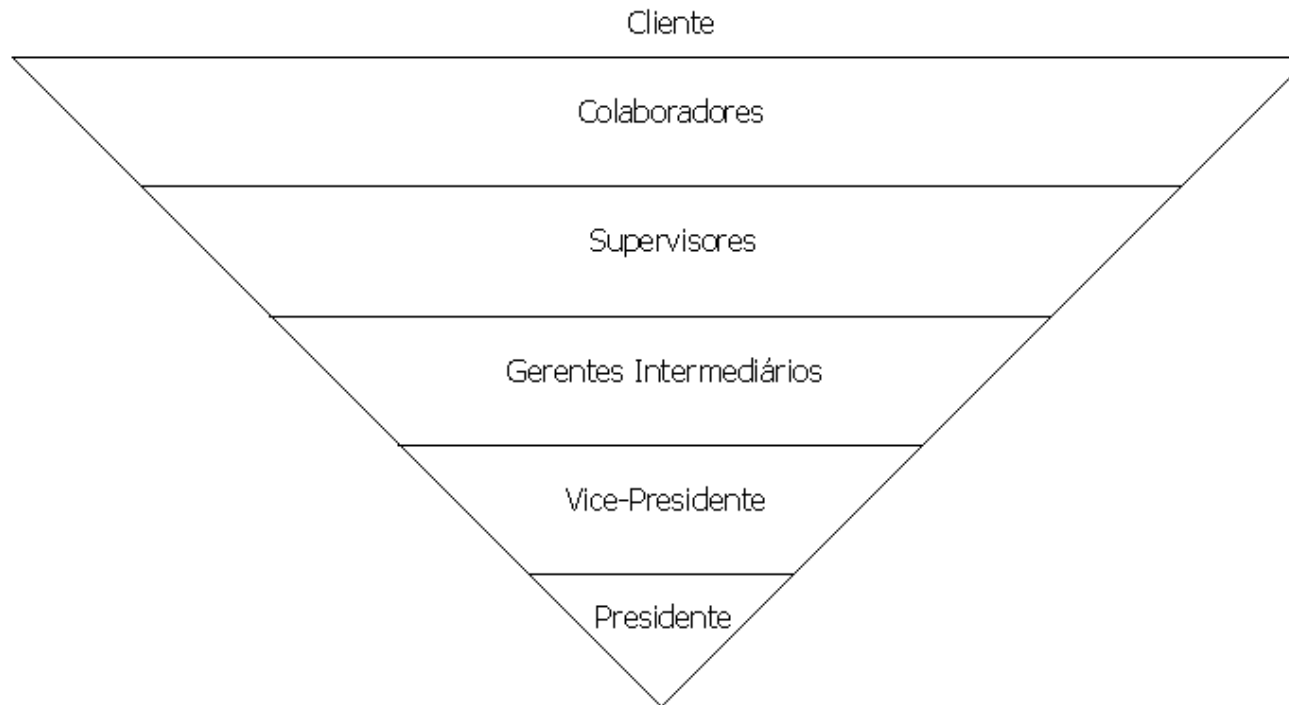 Cliente
Colaboradores
Supervisores
Gerentes Intermediários
Vice-Presidente
Presidente